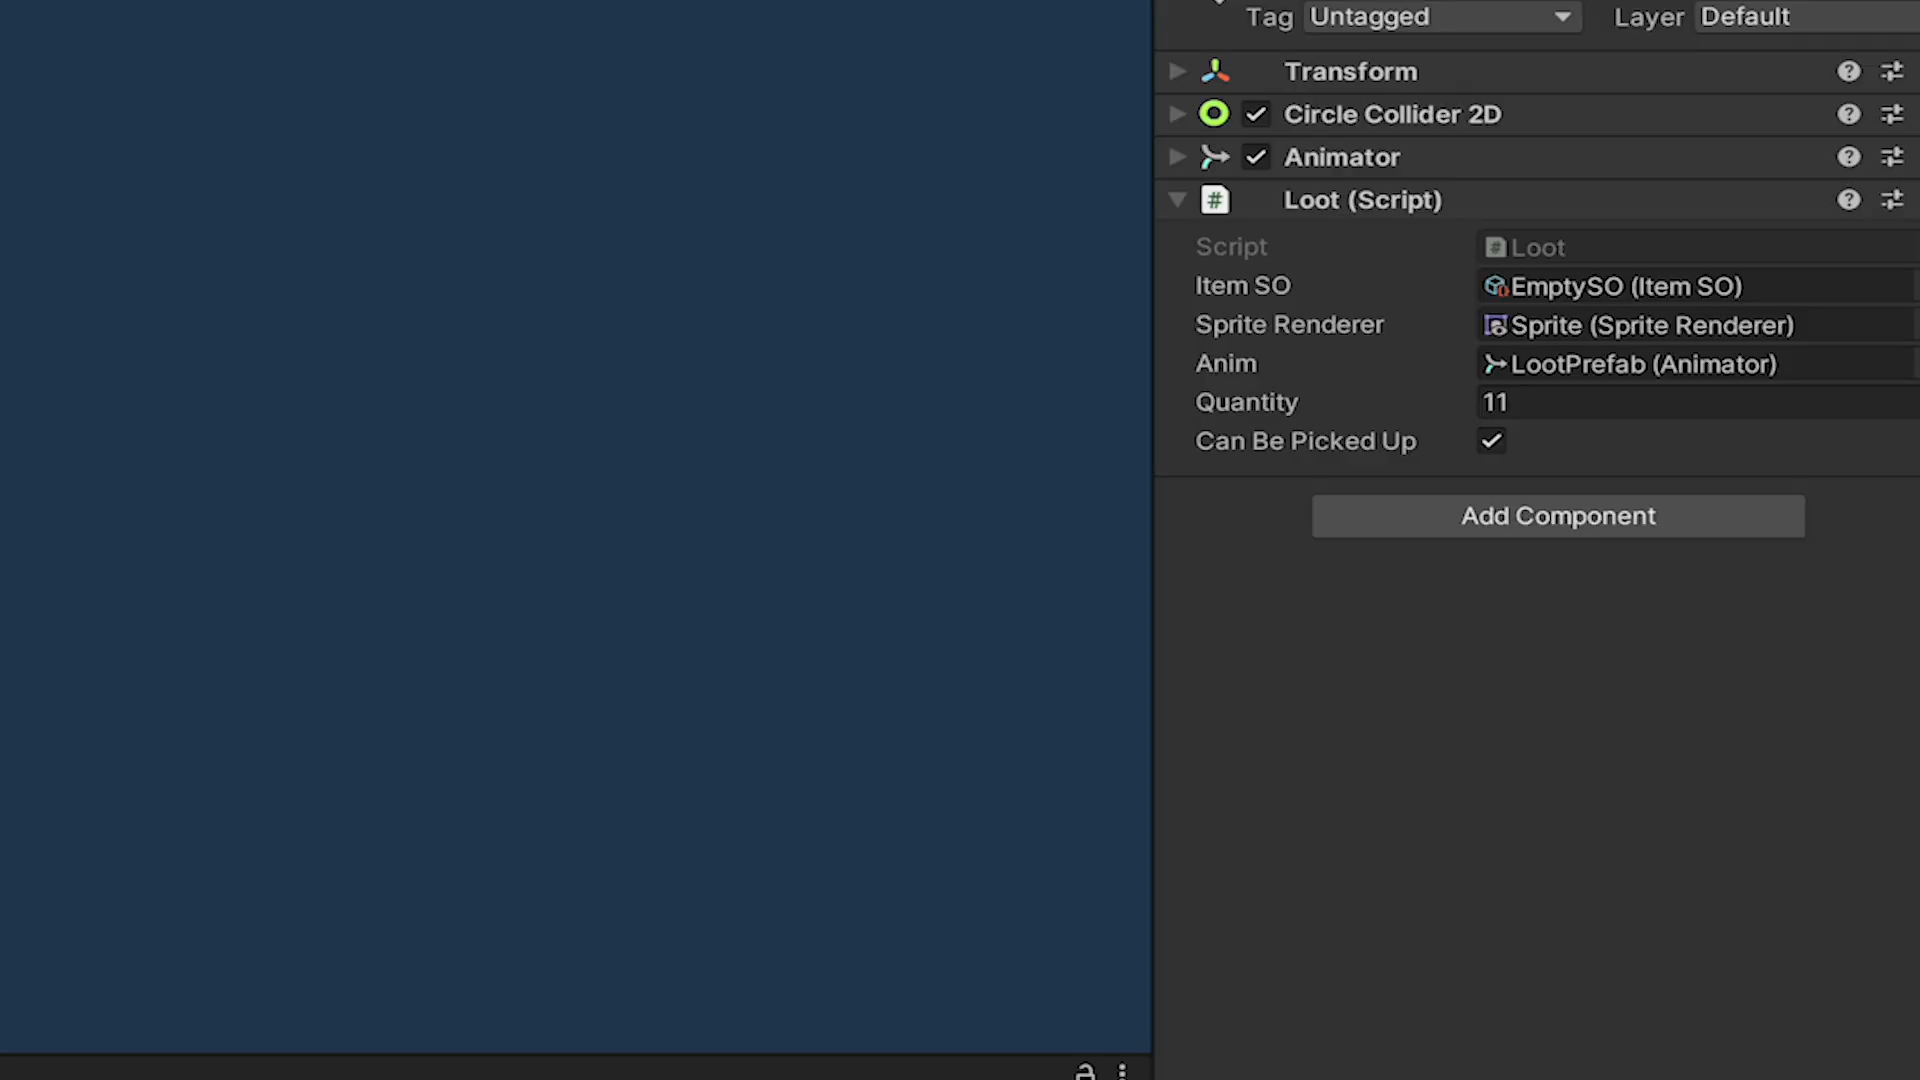 Tag Untagged Layer Default
Transform
Circle Collider 2D
Animator
Loot (Script)
Script Loot
Item SO EmptySO (Item SO)
Sprite Renderer Sprite (Sprite Renderer)
Anim LootPrefab (Animator)
Quantity 11
Can Be Picked Up
Add Component